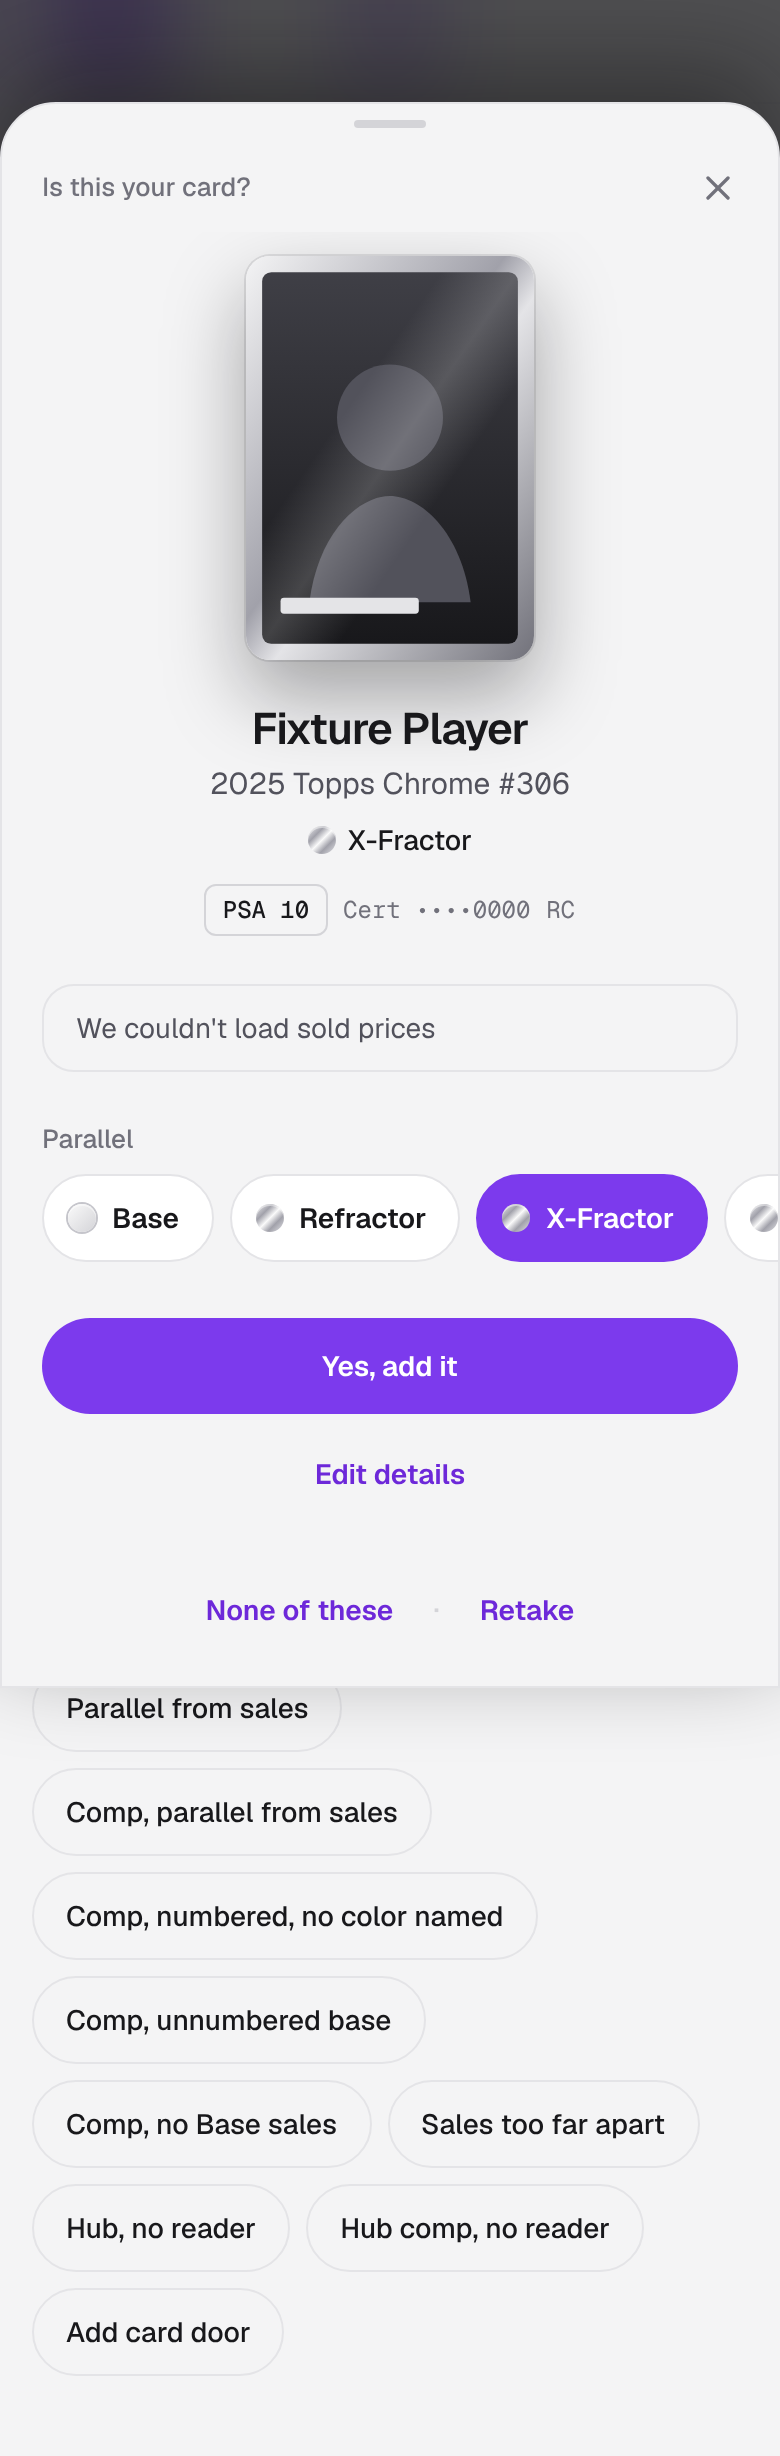 Is this your card?
Fixture Player
2025 Topps Chrome #306
X-Fractor
PSA 10 Cert ····0000 RC
We couldn't load sold prices
Parallel
Base Refractor X-Fractor
Yes, add it
Edit details
None of these · Retake
Parallel from sales
Comp, parallel from sales
Comp, numbered, no color named
Comp, unnumbered base
Comp, no Base sales Sales too far apart
Hub, no reader Hub comp, no reader
Add card door